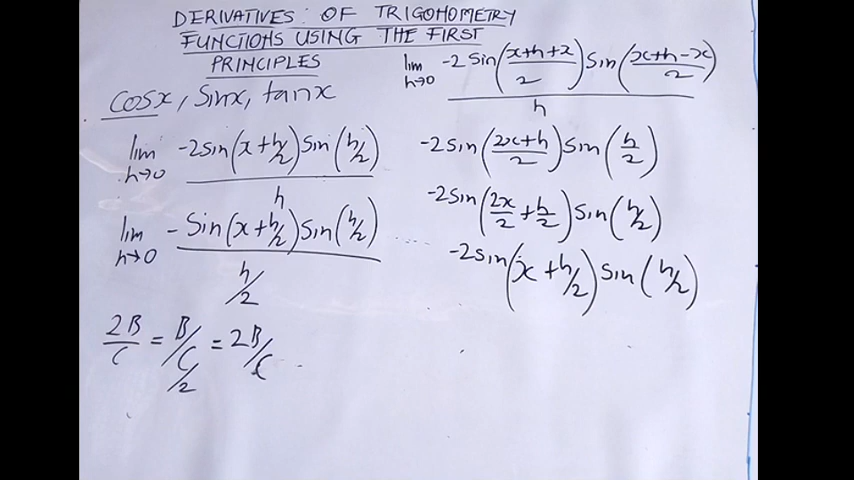 DERIVATIVES: OF TRIGONOMETRY
FUNCTIONS USING THE FIRST
PRINCIPLES
cosx, sinx, tanx
lim h→0 -2sin(x+h/2)sin(h/2) / h
lim h→0 -sin(x+h/2)sin(h/2) / h/2
2B/C = B/C/2 = 2B/C
lim h→0 -2sin((x+h+x)/2)sin((x+h-x)/2) / h
-2sin((2x+h)/2)sin(h/2)
-2sin(2x/2+h/2)sin(h/2)
-2sin(x+h/2)sin(h/2)